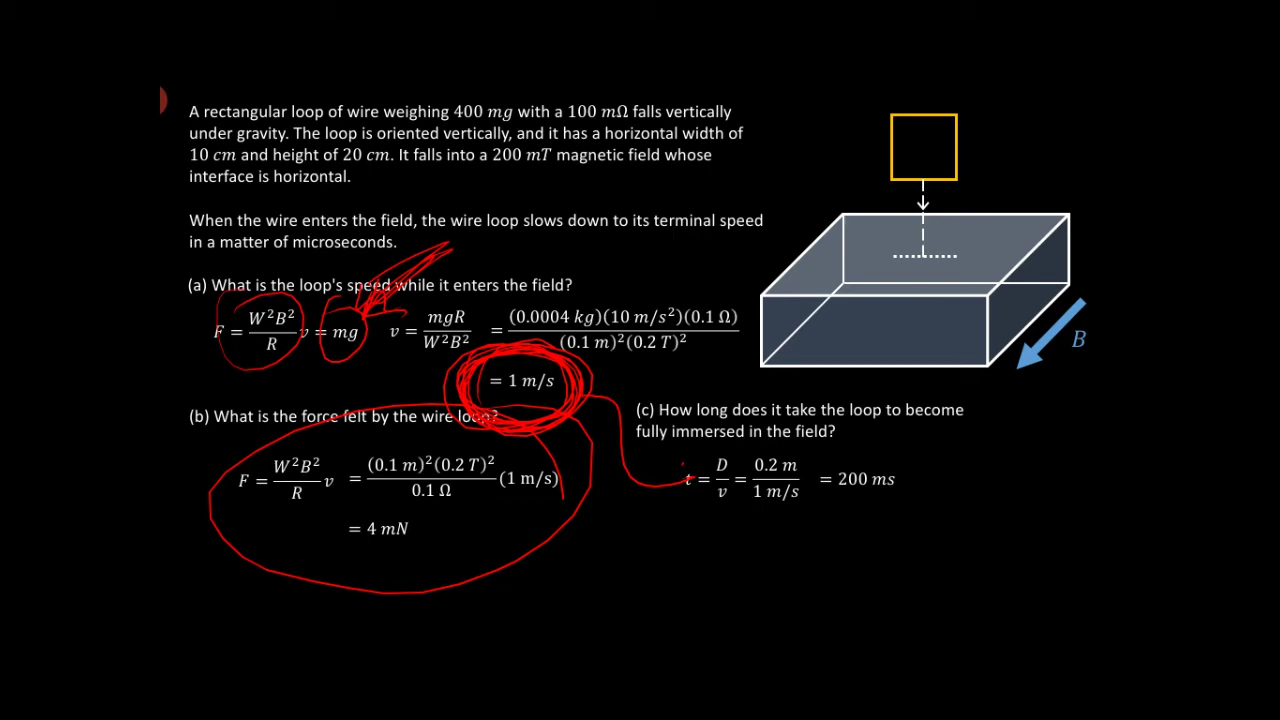 A rectangular loop of wire weighing 400 mg with a 100 mΩ falls vertically
under gravity. The loop is oriented vertically, and it has a horizontal width of
10 cm and height of 20 cm. It falls into a 200 mT magnetic field whose
interface is horizontal.
When the wire enters the field, the wire loop slows down to its terminal speed
in a matter of microseconds.
(a) What is the loop's speed while it enters the field?
F = W²B²/R v = mg v = mgR/W²B² = (0.0004 kg)(10 m/s²)(0.1 Ω)/(0.1 m)²(0.2 T)²
= 1 m/s
(b) What is the force felt by the wire loop?
F = W²B²/R v = (0.1 m)²(0.2 T)²/0.1 Ω (1 m/s)
= 4 mN
(c) How long does it take the loop to become
fully immersed in the field?
t = D/v = 0.2 m/1 m/s = 200 ms
B